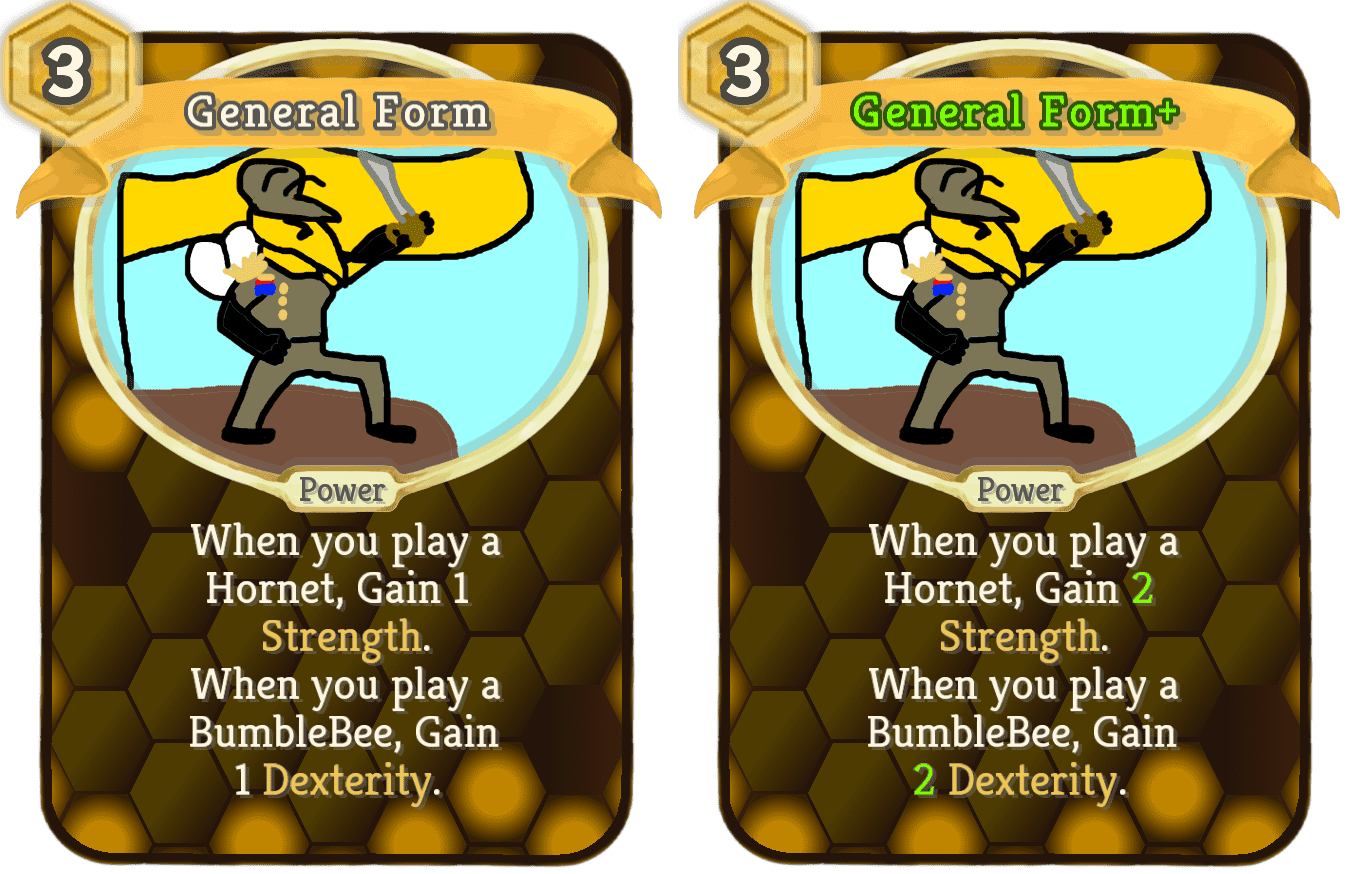 3
General Form
Power
When you play a
Hornet, Gain 1
Strength.
When you play a
BumbleBee, Gain
1 Dexterity.
3
General Form+
Power
When you play a
Hornet, Gain 2
Strength.
When you play a
BumbleBee, Gain
2 Dexterity.